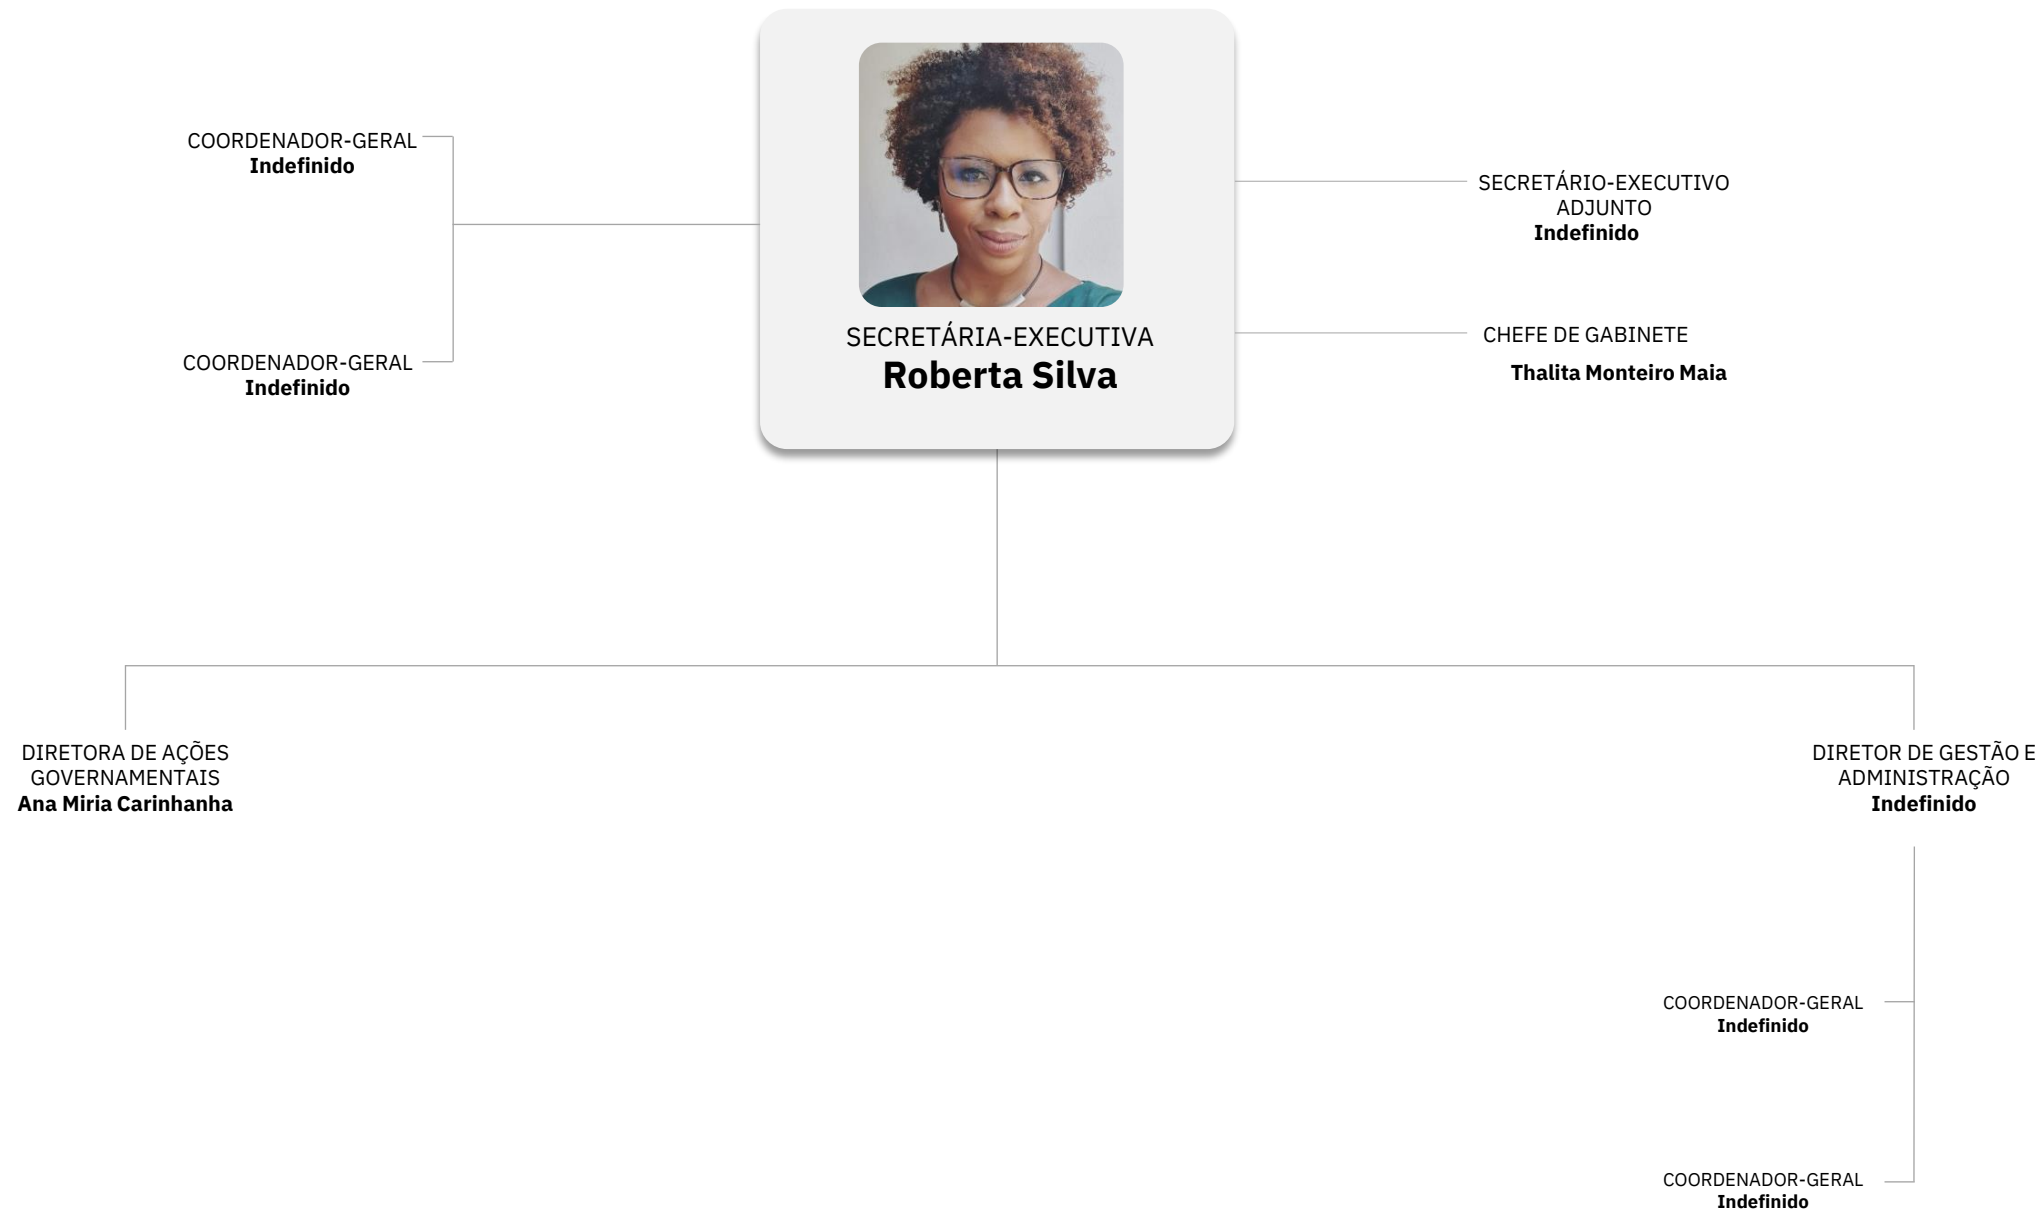 COORDENADOR-GERAL
Indefinido
COORDENADOR-GERAL
Indefinido
SECRETÁRIA-EXECUTIVA
Roberta Silva
SECRETÁRIO-EXECUTIVO
ADJUNTO
Indefinido
CHEFE DE GABINETE
Thalita Monteiro Maia
DIRETORA DE AÇÕES
GOVERNAMENTAIS
Ana Miria Carinhanha
DIRETOR DE GESTÃO E
ADMINISTRAÇÃO
Indefinido
COORDENADOR-GERAL
Indefinido
COORDENADOR-GERAL
Indefinido